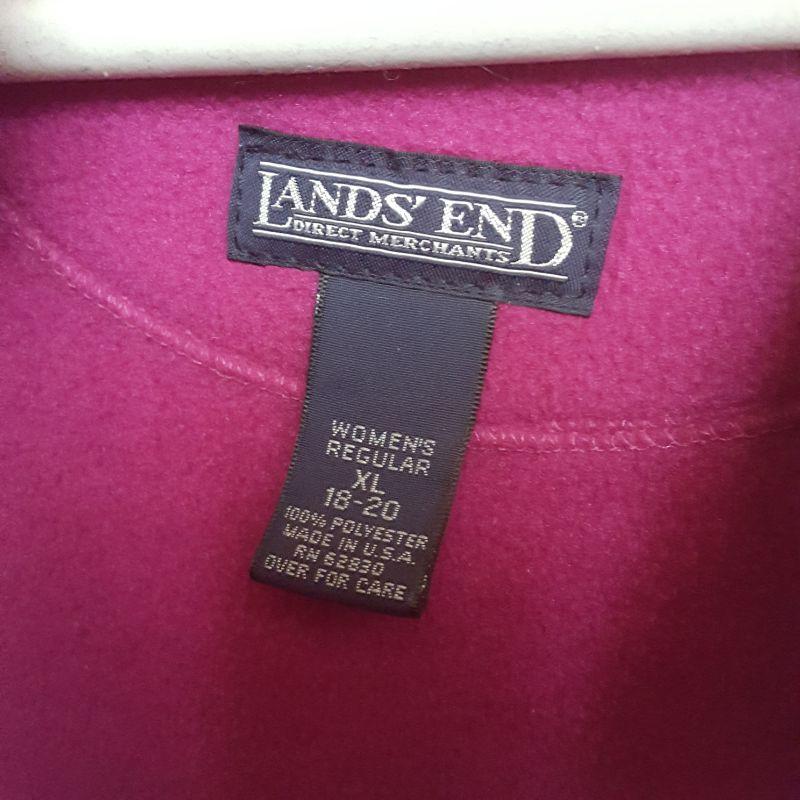 LANDS' END®
DIRECT MERCHANTS
WOMEN'S
REGULAR
XL
18-20
100% POLYESTER
MADE IN U.S.A.
RN 62830
OVER FOR CARE